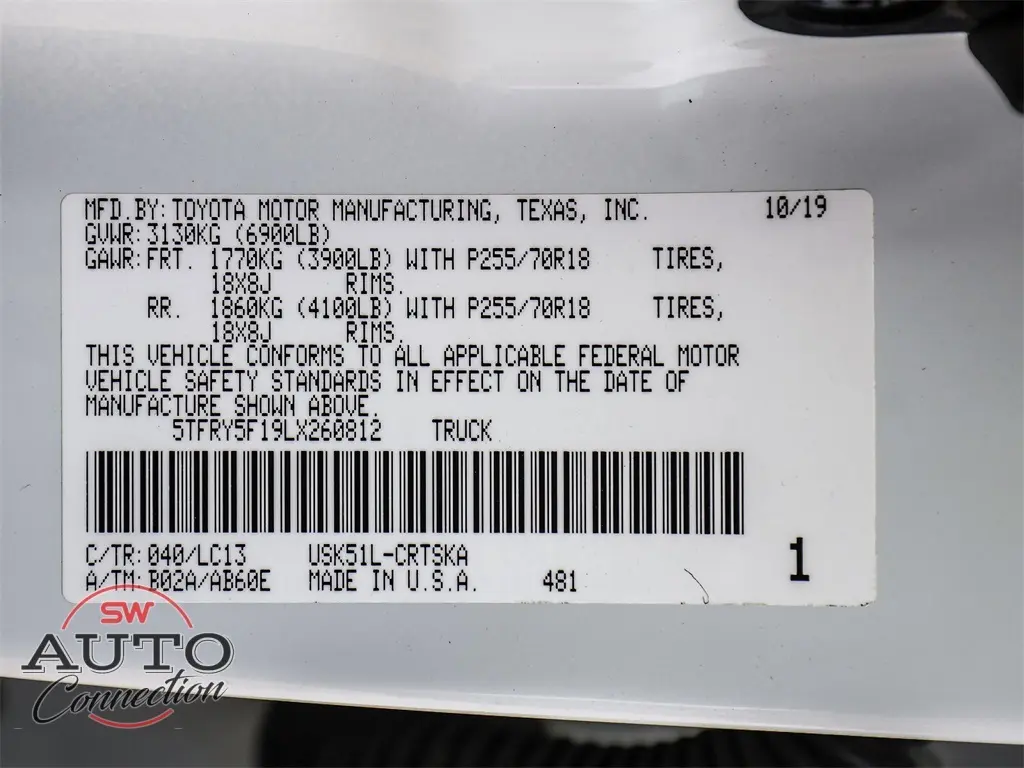 MFD.BY: TOYOTA MOTOR MANUFACTURING, TEXAS, INC. 10/19
GVWR: 3130KG (6900LB)
GAWR: FRT. 1770KG (3900LB) WITH P255/70R18 TIRES,
18X8J RIMS.
RR. 1860KG (4100LB) WITH P255/70R18 TIRES,
18X8J RIMS.
THIS VEHICLE CONFORMS TO ALL APPLICABLE FEDERAL MOTOR
VEHICLE SAFETY STANDARDS IN EFFECT ON THE DATE OF
MANUFACTURE SHOWN ABOVE.
5TFRY5F19LX260812 TRUCK
C/TR: 040/LC13 USK51L-CRTSKA
A/TM: B02A/AB60E MADE IN U.S.A. 481 1
SW
AUTO
Connection